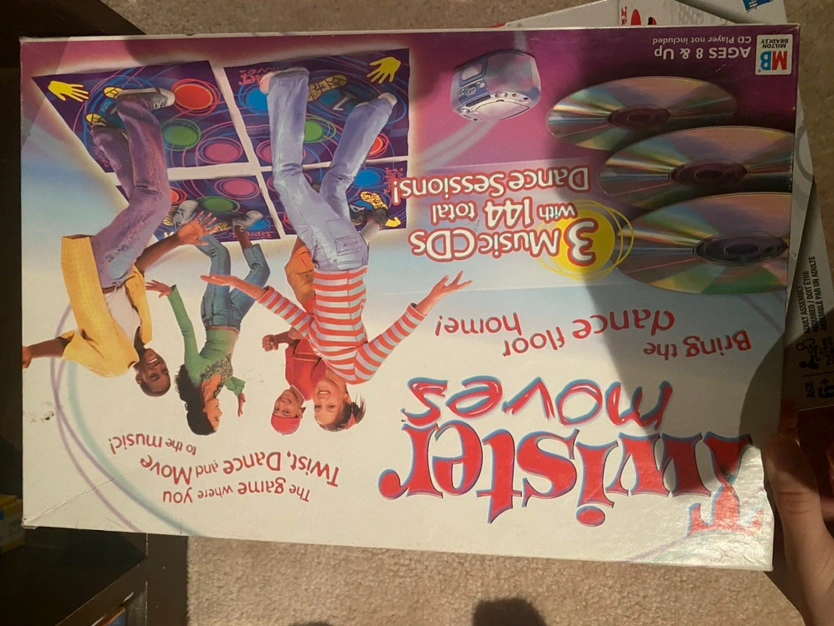 Twister
moves
The game where you
Twist, Dance and Move
to the music!
Bring the
dance floor
home!
3 Music CDs
with 144 total
Dance Sessions!
MB
MILTON
BRADLEY
AGES 8 & Up
CD Player not included